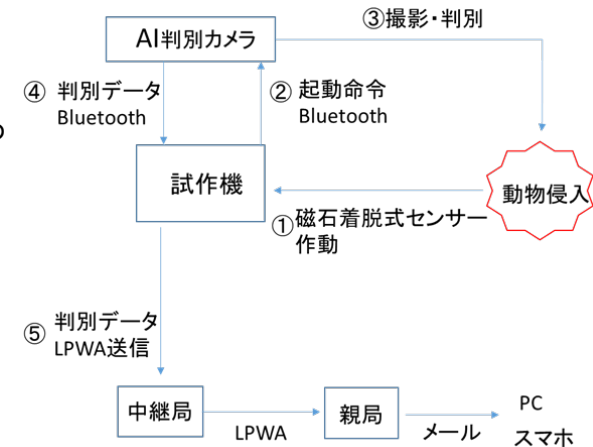 ③撮影・判別
AI判別カメラ
④ 判別データ
Bluetooth
② 起動命令
Bluetooth
の
試作機
動物侵入
①磁石着脱式センサー
作動
⑤ 判別データ
LPWA送信
中継局
LPWA
親局
メール
PC
スマホ